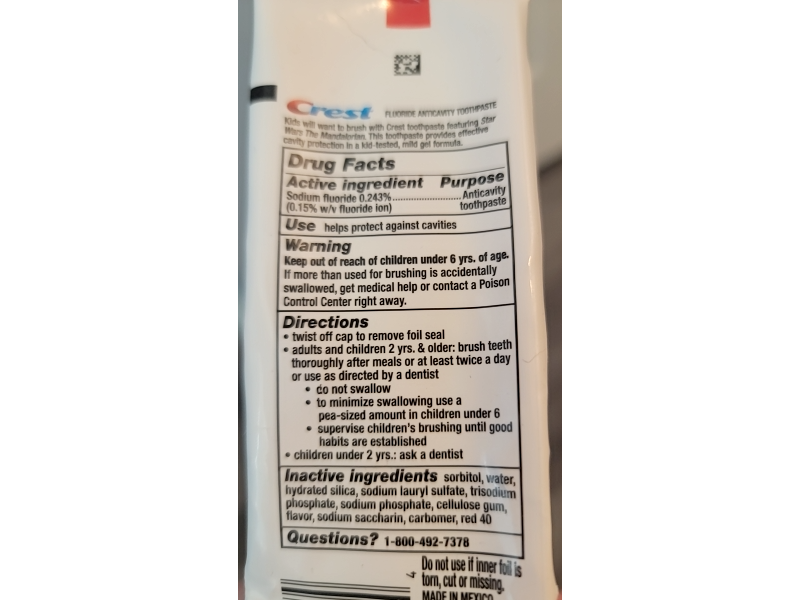 Crest FLUORIDE ANTICAVITY TOOTHPASTE
Kids will want to brush with Crest toothpaste featuring Star
Wars The Mandalorian. This toothpaste provides effective
cavity protection in a kid-tested, mild gel formula.
Drug Facts
Active ingredient Purpose
Sodium fluoride 0.243%..................Anticavity
(0.15% w/v fluoride ion) toothpaste
Use helps protect against cavities
Warning
Keep out of reach of children under 6 yrs. of age.
If more than used for brushing is accidentally
swallowed, get medical help or contact a Poison
Control Center right away.
Directions
• twist off cap to remove foil seal
• adults and children 2 yrs. & older: brush teeth
thoroughly after meals or at least twice a day
or use as directed by a dentist
• do not swallow
• to minimize swallowing use a
pea-sized amount in children under 6
• supervise children's brushing until good
habits are established
• children under 2 yrs.: ask a dentist
Inactive ingredients sorbitol, water,
hydrated silica, sodium lauryl sulfate, trisodium
phosphate, sodium phosphate, cellulose gum,
flavor, sodium saccharin, carbomer, red 40
Questions? 1-800-492-7378
Do not use if inner foil is
torn, cut or missing.
MADE IN MEXICO